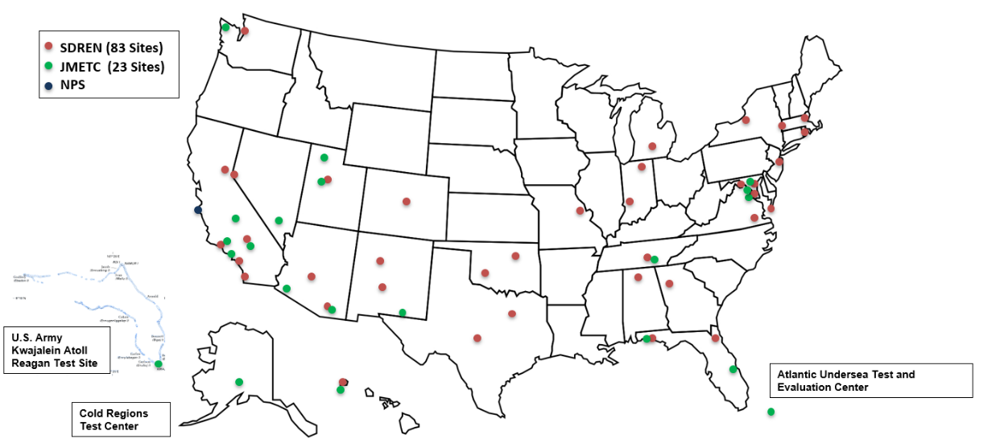 SDREN (83 Sites)
JMETC (23 Sites)
NPS
U.S. Army
Kwajalein Atoll
Reagan Test Site
Cold Regions
Test Center
Atlantic Undersea Test and
Evaluation Center